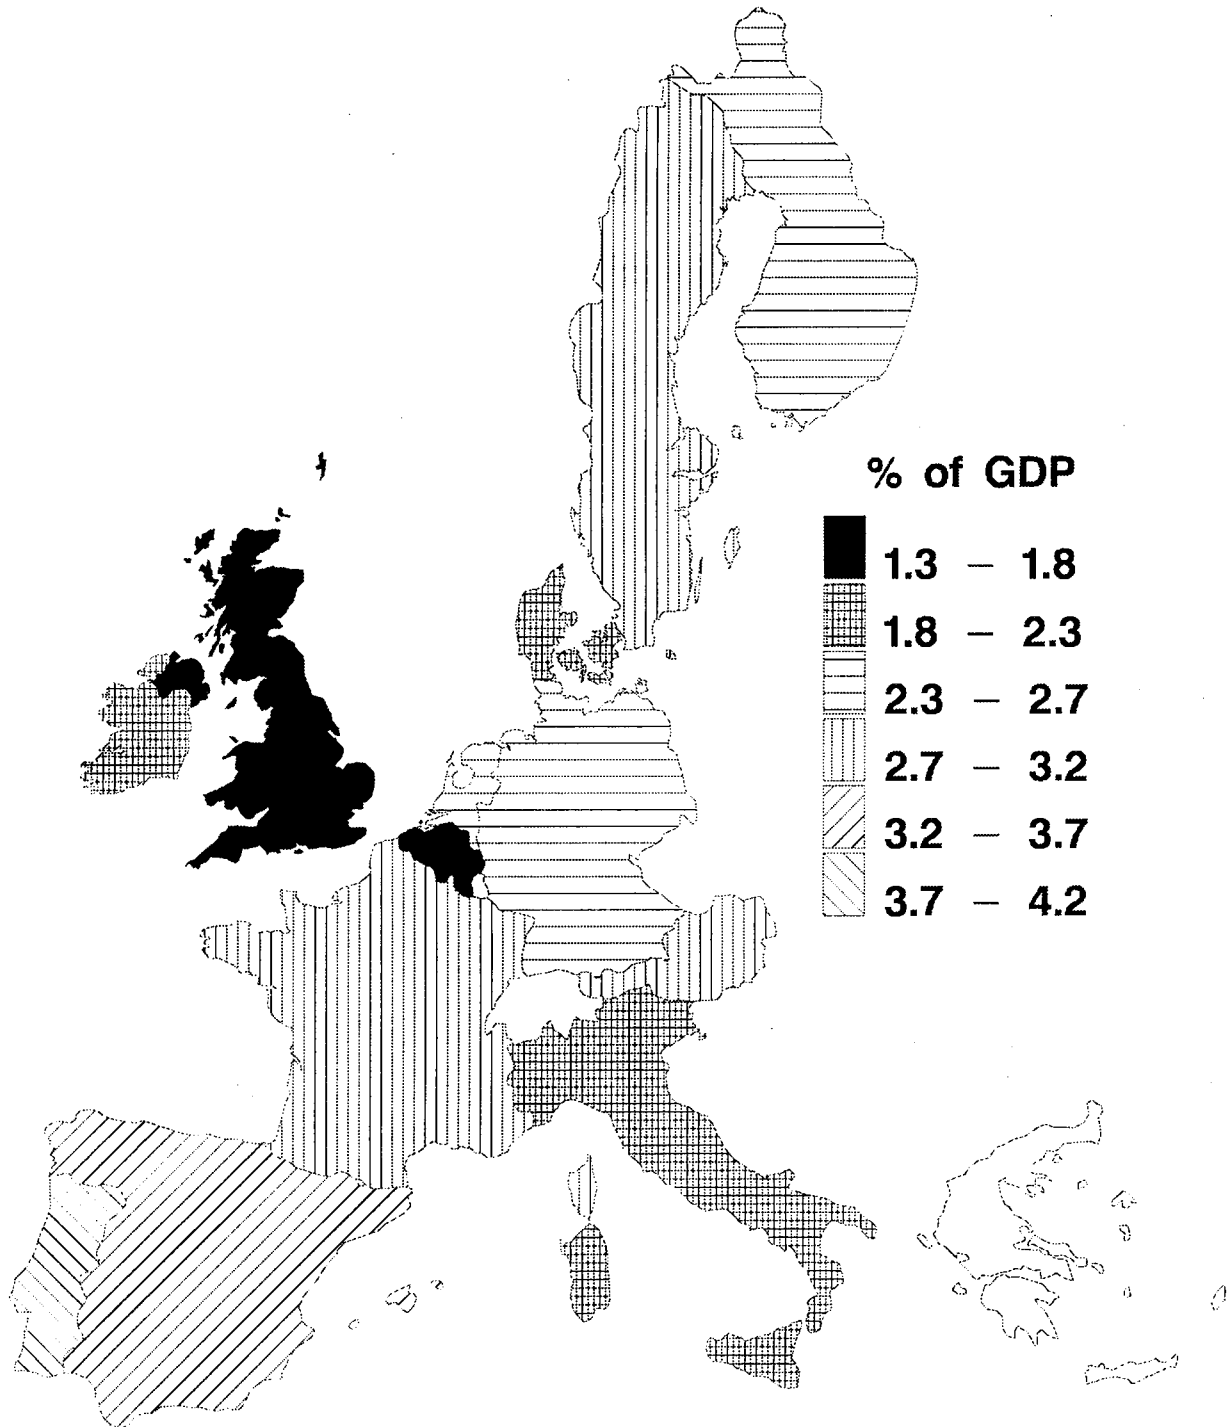 % of GDP
1.3 – 1.8
1.8 – 2.3
2.3 – 2.7
2.7 – 3.2
3.2 – 3.7
3.7 – 4.2